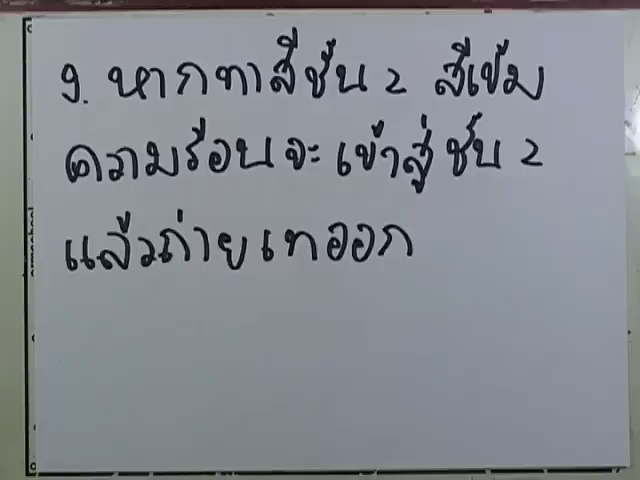 9. หากทาสีชั้น 2 สีเข้ม
ความร้อนจะเข้าสู่ชั้น 2
แล้วถ่ายเทออก